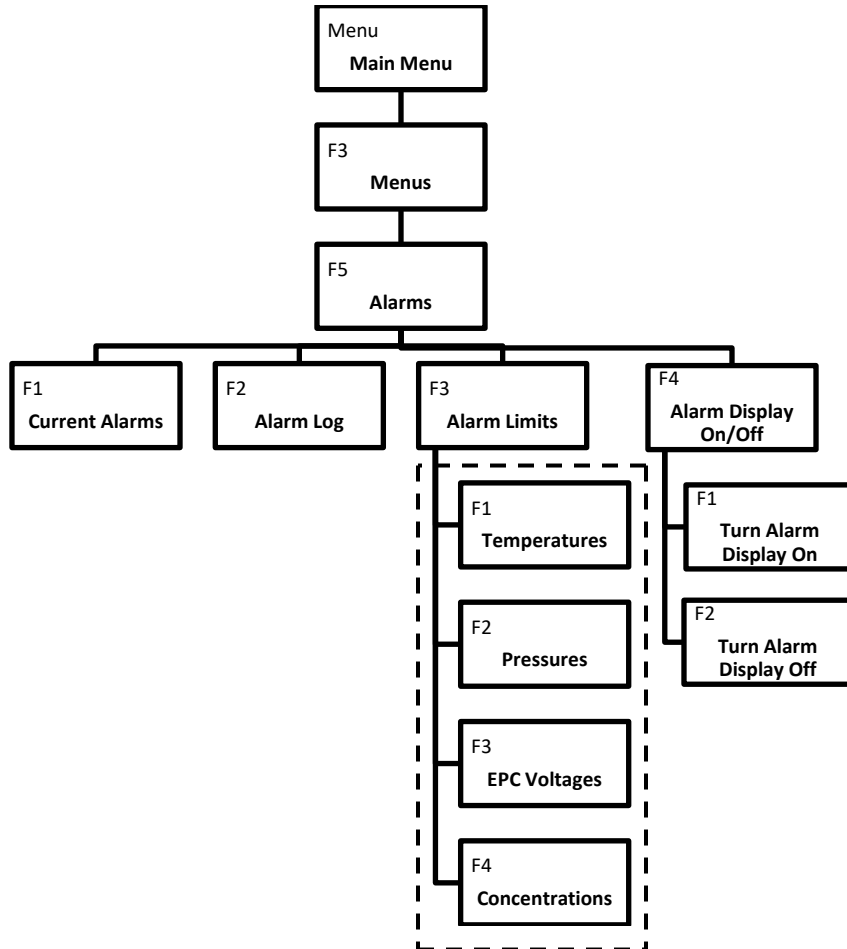 Menu
Main Menu
F3
Menus
F5
Alarms
F1
Current Alarms
F2
Alarm Log
F3
Alarm Limits
F4
Alarm Display
On/Off
F1
Temperatures
F2
Pressures
F3
EPC Voltages
F4
Concentrations
F1
Turn Alarm
Display On
F2
Turn Alarm
Display Off